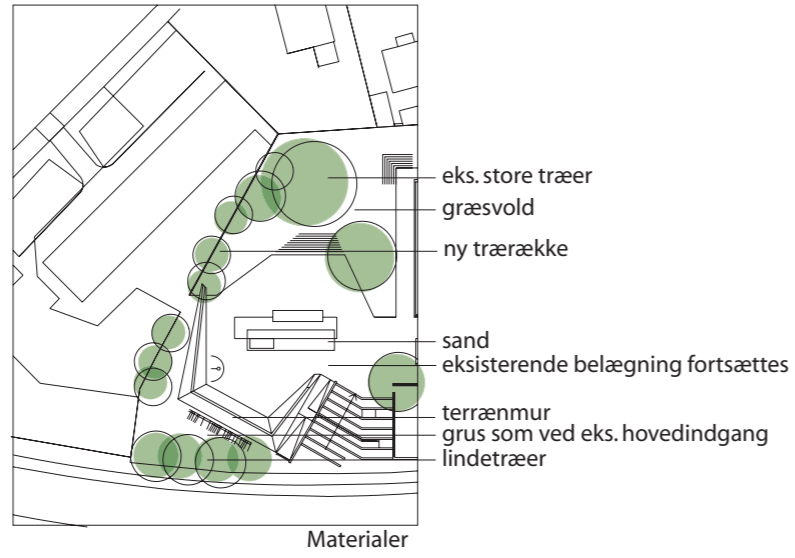 eks. store træer
græsvold
ny trærække
sand
eksisterende belægning fortsættes
terrænmur
grus som ved eks. hovedindgang
lindetræer
Materialer